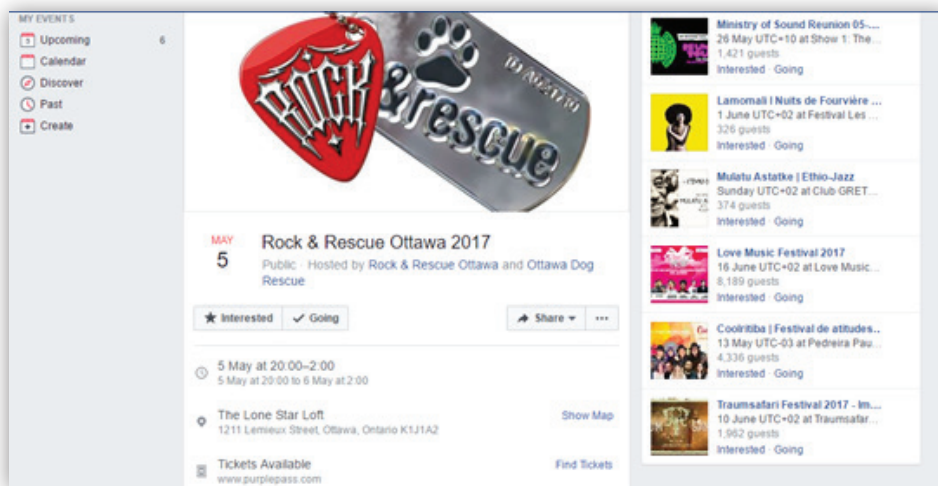 MY EVENTS
Upcoming 6
Calendar
Discover
Past
Create
ROCK
&rescue
MAY
5
Rock & Rescue Ottawa 2017
Public · Hosted by Rock & Rescue Ottawa and Ottawa Dog
Rescue
Interested Going
Share
5 May at 20:00–2:00
5 May at 20:00 to 6 May at 2:00
The Lone Star Loft
Show Map
1211 Lemieux Street, Ottawa, Ontario K1J1A2
Tickets Available
Find Tickets
www.purplepass.com
Ministry of Sound Reunion 05-...
26 May UTC+10 at Show 1: The...
1,421 guests
Interested · Going
Lamomali | Nuits de Fourvière ...
1 June UTC+02 at Festival Les ...
326 guests
Interested · Going
Mulatu Astatke | Ethio-Jazz
Sunday UTC+02 at Club GRET...
374 guests
Interested · Going
Love Music Festival 2017
16 June UTC+02 at Love Music...
8,189 guests
Interested · Going
Coolritiba | Festival de atitudes...
13 May UTC-03 at Pedreira Pau...
4,336 guests
Interested · Going
Traumsafari Festival 2017 - Im...
10 June UTC+02 at Traumsafar...
1,962 guests
Interested · Going